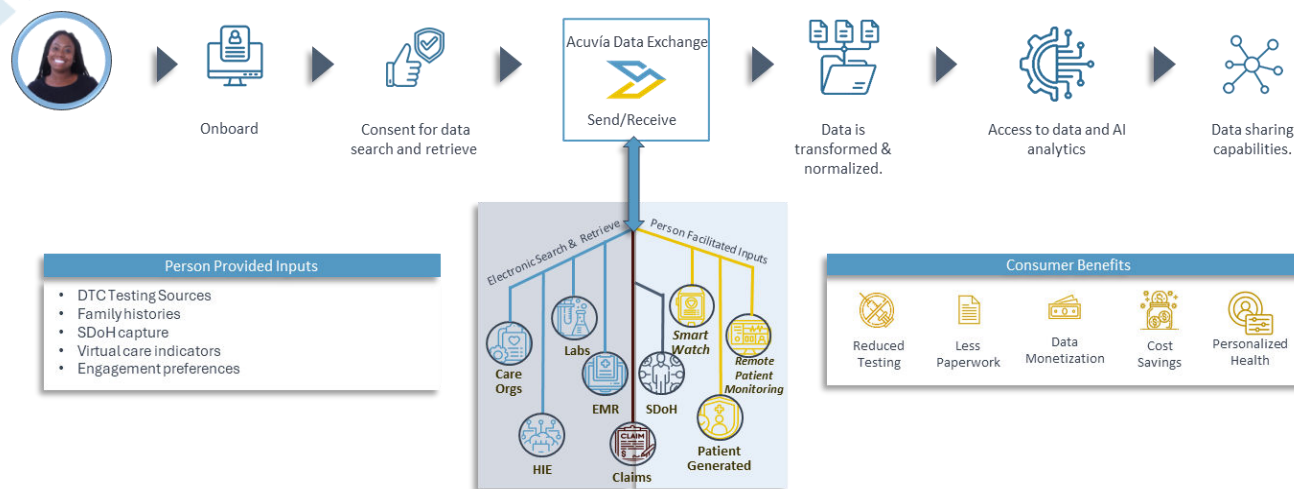 Onboard
Consent for data
search and retrieve
Acuvía Data Exchange
Send/Receive
Data is
transformed &
normalized.
Access to data and AI
analytics
Data sharing
capabilities.
Person Provided Inputs
• DTC Testing Sources
• Family histories
• SDoH capture
• Virtual care indicators
• Engagement preferences
Electronic Search & Retrieve
Person Facilitated Inputs
Care
Orgs
Labs
HIE
EMR
CLAIM
Claims
SDoH
Smart
Watch
Remote
Patient
Monitoring
Patient
Generated
Consumer Benefits
Reduced
Testing
Less
Paperwork
Data
Monetization
Cost
Savings
Personalized
Health